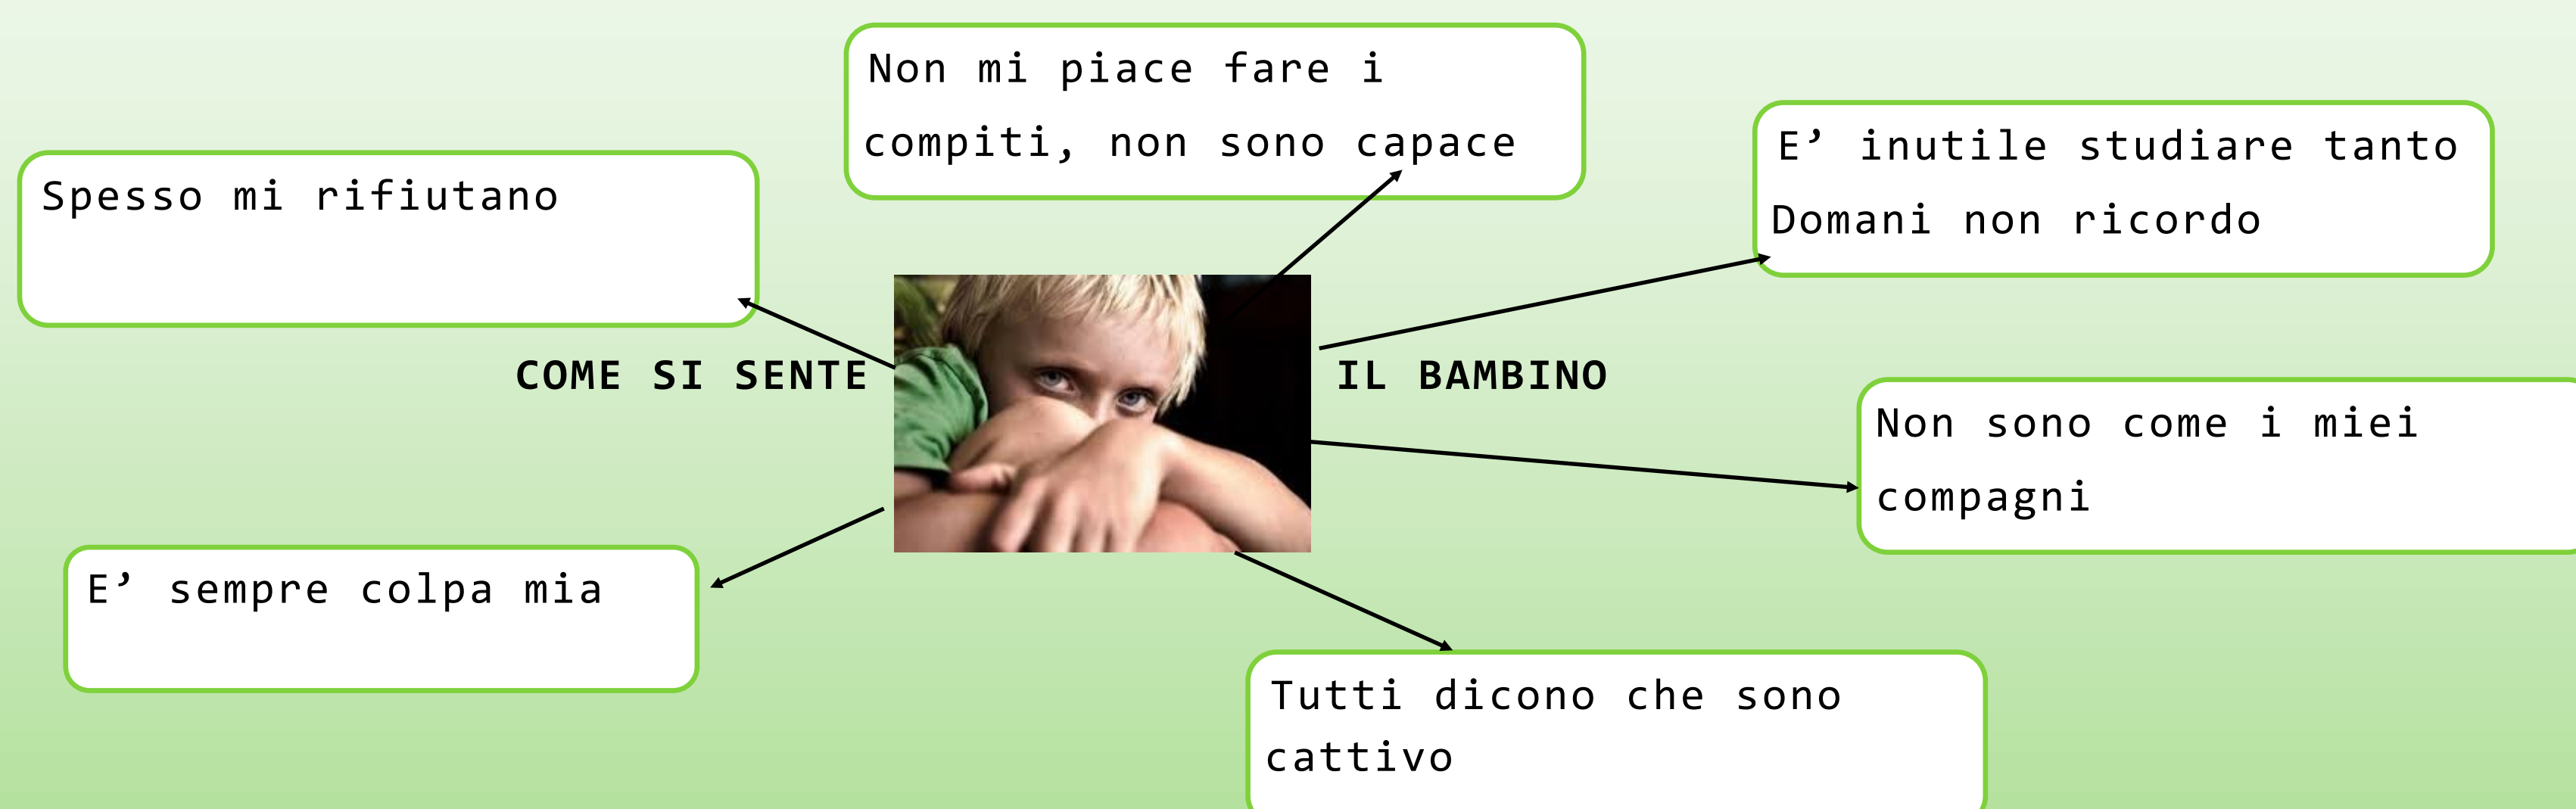 Non mi piace fare i
compiti, non sono capace
E’ inutile studiare tanto
Domani non ricordo
Spesso mi rifiutano
COME SI SENTE IL BAMBINO
Non sono come i miei
compagni
E’ sempre colpa mia
Tutti dicono che sono
cattivo